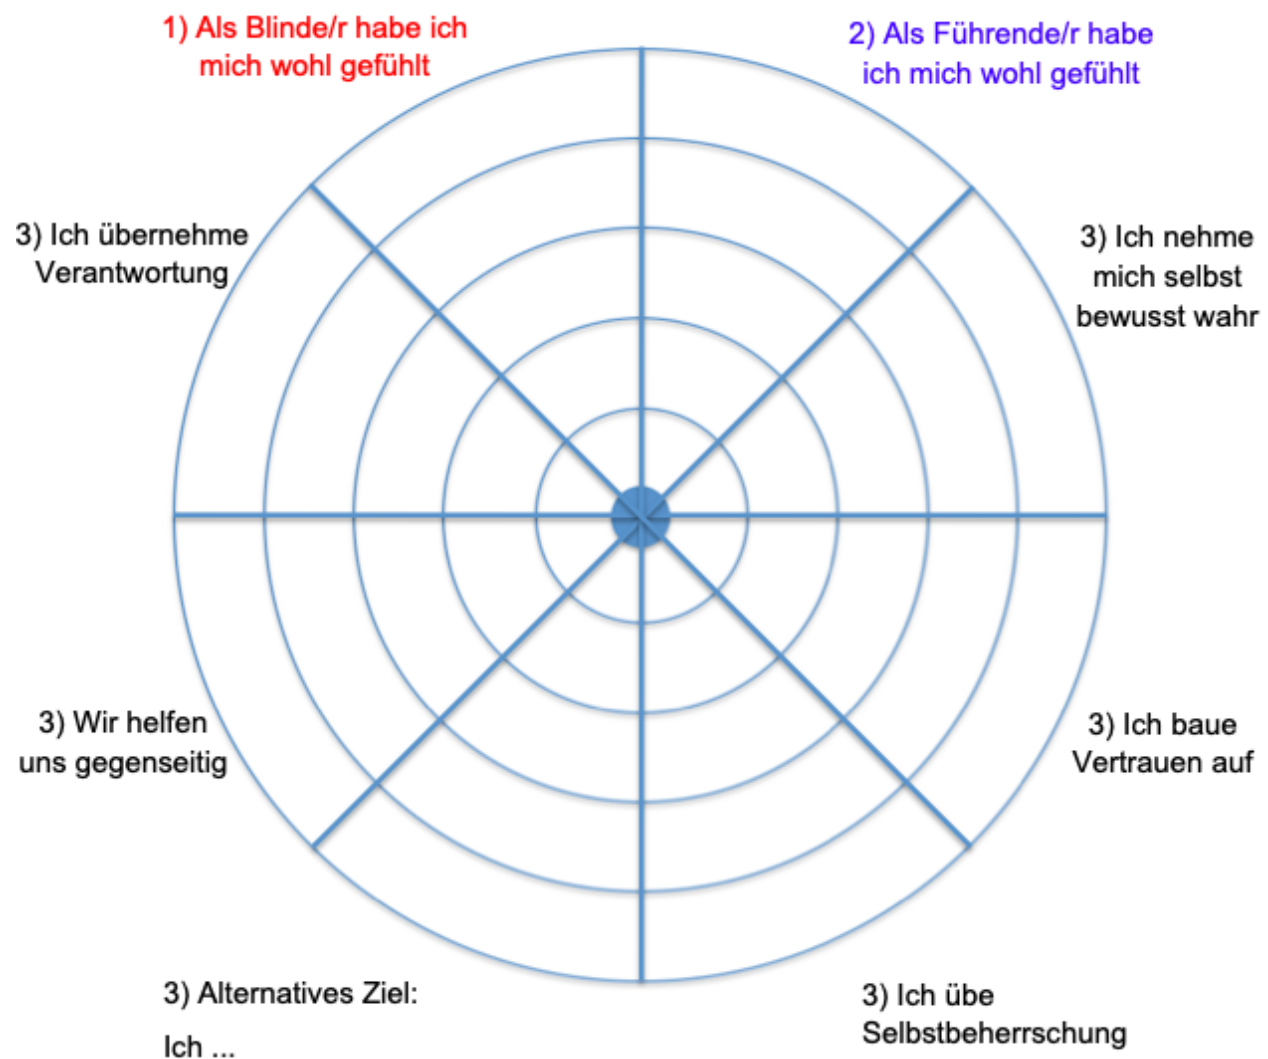 1) Als Blinde/r habe ich
mich wohl gefühlt
2) Als Führende/r habe
ich mich wohl gefühlt
3) Ich übernehme
Verantwortung
3) Ich nehme
mich selbst
bewusst wahr
3) Wir helfen
uns gegenseitig
3) Ich baue
Vertrauen auf
3) Alternatives Ziel:
Ich ...
3) Ich übe
Selbstbeherrschung